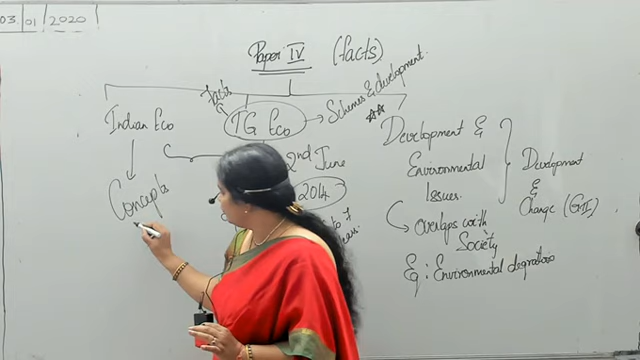 03 | 01 | 2020
Paper IV (facts)
Indian Eco
Concepts
facts
TG Eco
Schemes & development
2nd June
2014
Development &
Environmental
Issues.
Overlaps with
Society
Eg : Environmental
Development
&
Change (GII)